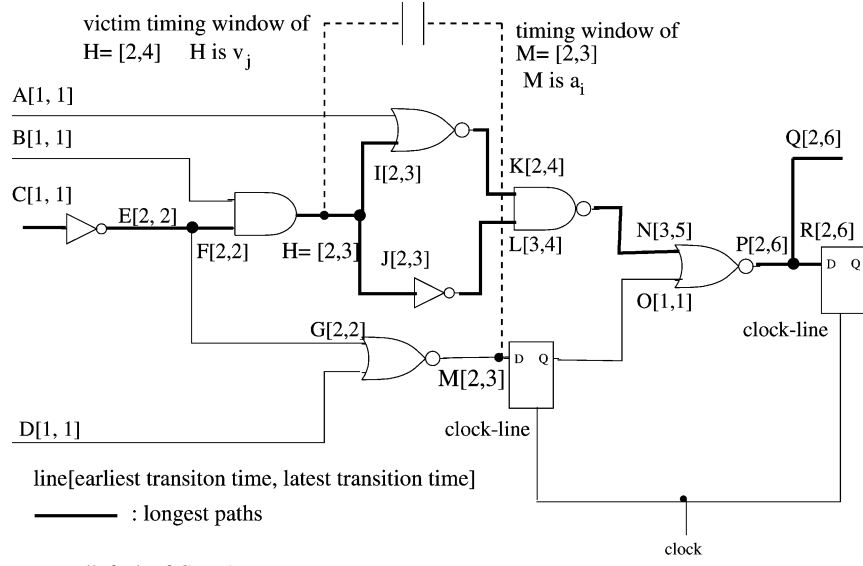 victim timing window of
H= [2,4] H is vj
timing window of
M= [2,3]
M is ai
A[1, 1]
B[1, 1]
C[1, 1]
E[2, 2]
F[2,2]
H= [2,3]
I[2,3]
J[2,3]
K[2,4]
L[3,4]
N[3,5]
O[1,1]
P[2,6]
Q[2,6]
R[2,6]
D Q
clock-line
G[2,2]
M[2,3]
D Q
clock-line
D[1, 1]
line[earliest transiton time, latest transition time]
: longest paths
clock